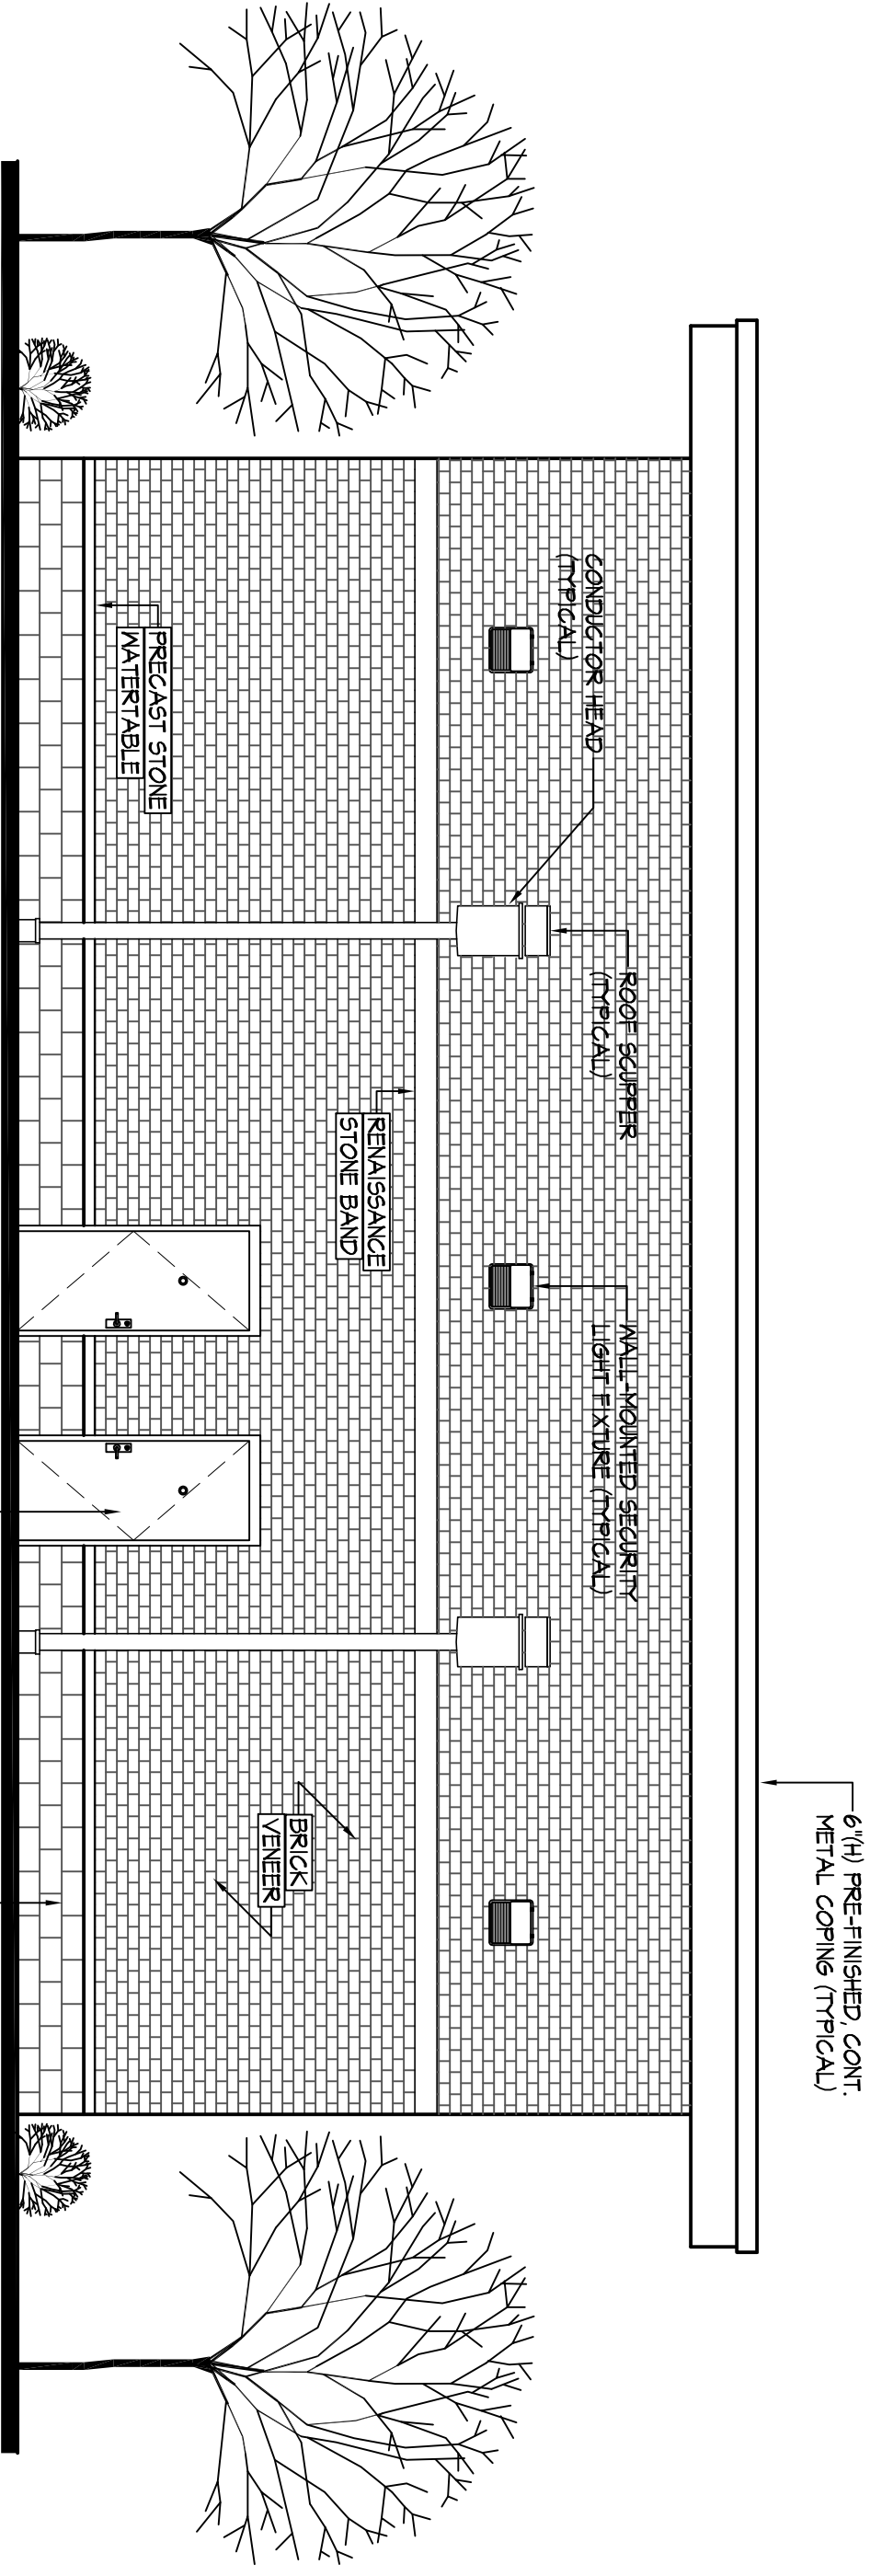 6"(H) PRE-FINISHED, CONT.
METAL COPING (TYPICAL)
CONDUCTOR HEAD
(TYPICAL)
ROOF SCUPPER
(TYPICAL)
WALL-MOUNTED SECURITY
LIGHT FIXTURE (TYPICAL)
RENAISSANCE
STONE BAND
BRICK
VENEER
PRECAST STONE
WATERTABLE